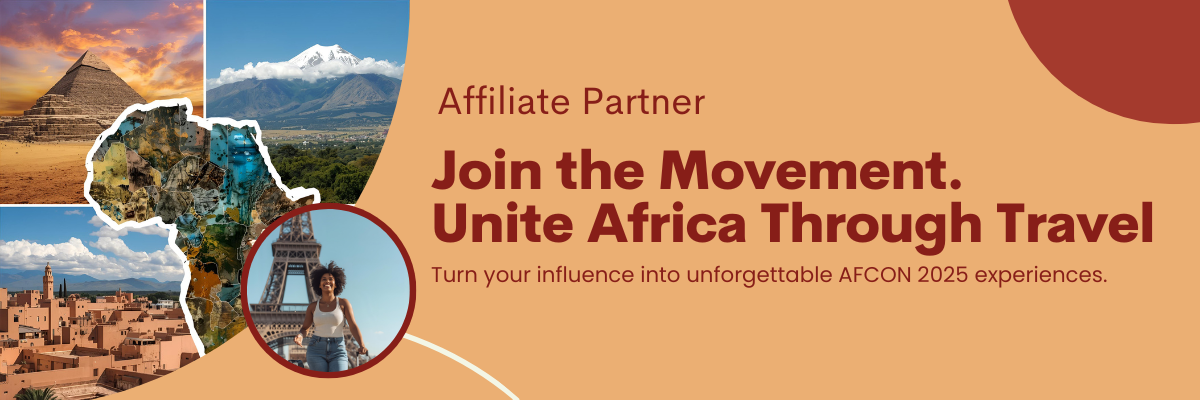 Affiliate Partner
Join the Movement.
Unite Africa Through Travel
Turn your influence into unforgettable AFCON 2025 experiences.